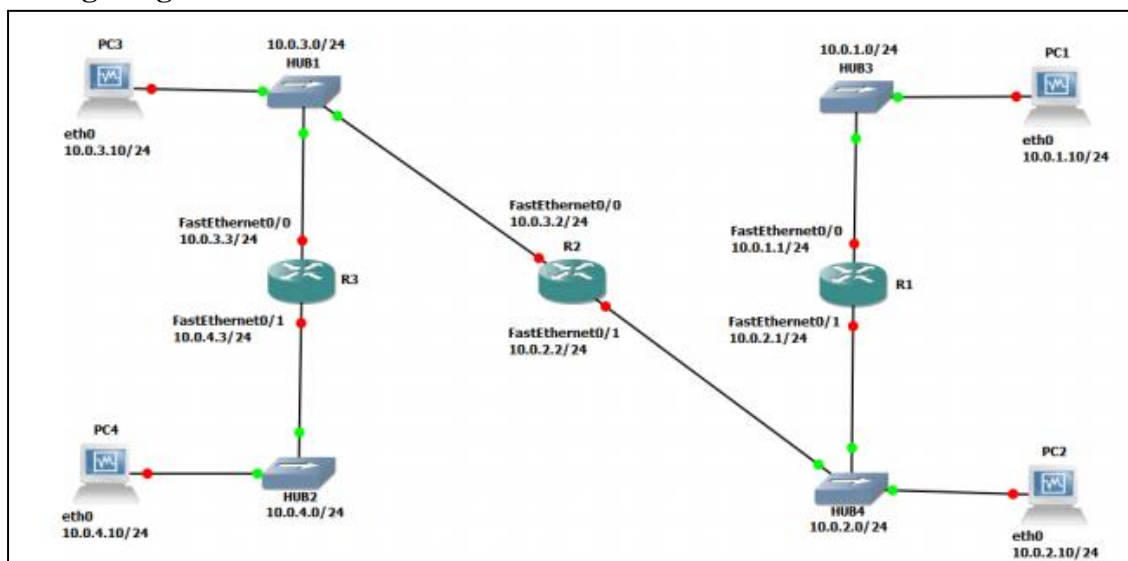 PC3
10.0.3.0/24
HUB1
eth0
10.0.3.10/24
10.0.1.0/24
HUB3
PC1
eth0
10.0.1.10/24
FastEthernet0/0
10.0.3.3/24
R3
FastEthernet0/1
10.0.4.3/24
FastEthernet0/0
10.0.3.2/24
R2
FastEthernet0/1
10.0.2.2/24
FastEthernet0/0
10.0.1.1/24
R1
FastEthernet0/1
10.0.2.1/24
PC4
eth0
10.0.4.10/24
HUB2
10.0.4.0/24
HUB4
10.0.2.0/24
PC2
eth0
10.0.2.10/24